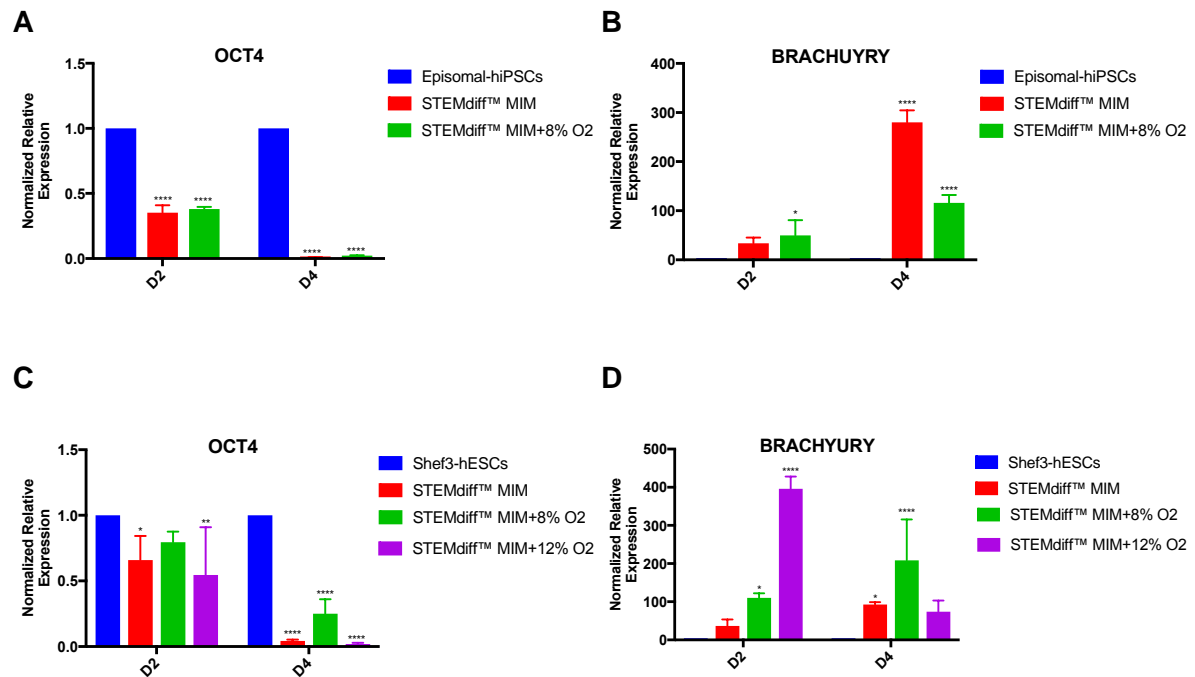 A
OCT4
Normalized Relative
Expression
1.5
1.0
0.5
0.0
****
****
****
****
D2
D4
Episomal-hiPSCs
STEMdiff™ MIM
STEMdiff™ MIM+8% O2
B
BRACHUYRY
Normalized Relative
Expression
400
300
200
100
0
*
****
****
D2
D4
Episomal-hiPSCs
STEMdiff™ MIM
STEMdiff™ MIM+8% O2
C
OCT4
Normalized Relative
Expression
1.5
1.0
0.5
0.0
*
**
****
****
****
D2
D4
Shef3-hESCs
STEMdiff™ MIM
STEMdiff™ MIM+8% O2
STEMdiff™ MIM+12% O2
D
BRACHYURY
Normalized Relative
Expression
500
400
300
200
100
0
*
****
*
****
D2
D4
Shef3-hESCs
STEMdiff™ MIM
STEMdiff™ MIM+8% O2
STEMdiff™ MIM+12% O2